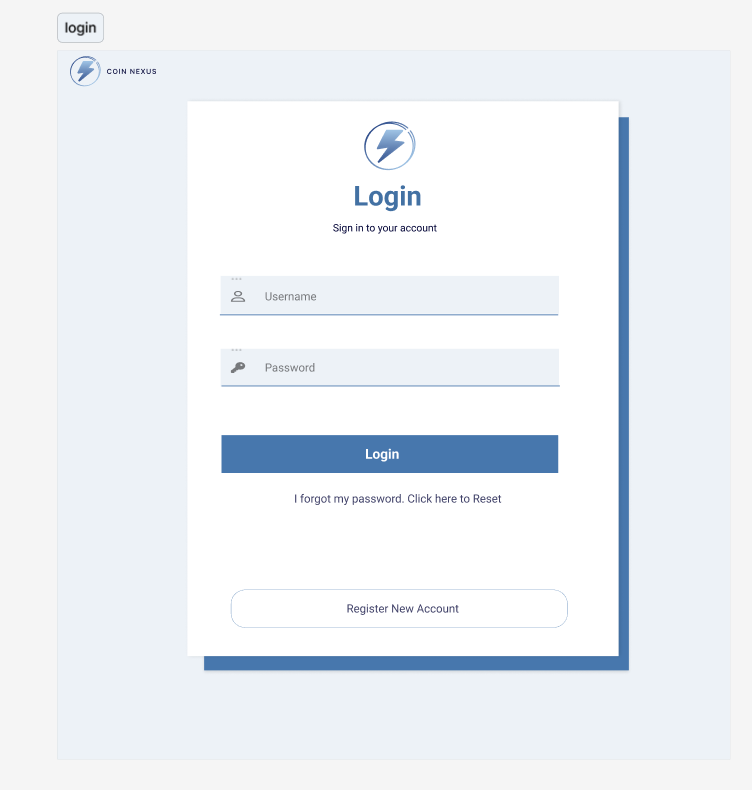 login
COIN NEXUS
Login
Sign in to your account
Username
Password
Login
I forgot my password. Click here to Reset
Register New Account